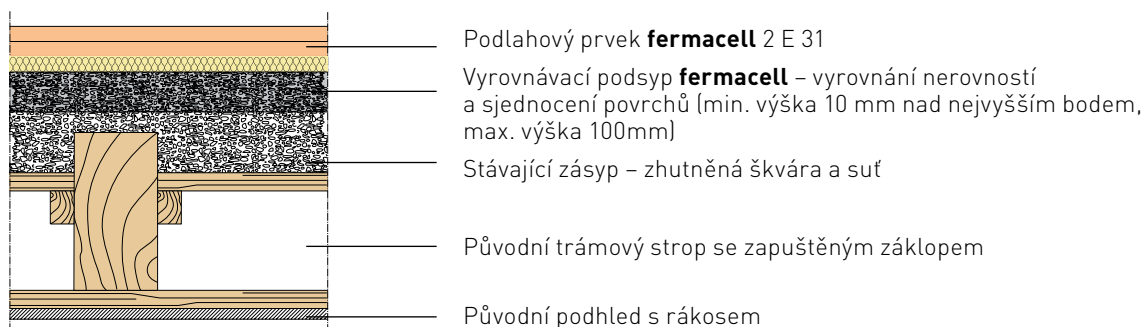 Podlahový prvek fermacell 2 E 31
Vyrovnávací podsyp fermacell – vyrovnání nerovností
a sjednocení povrchů (min. výška 10 mm nad nejvyšším bodem,
max. výška 100mm)
Stávající zásyp – zhutněná škvára a suť
Původní trámový strop se zapuštěným záklopem
Původní podhled s rákosem